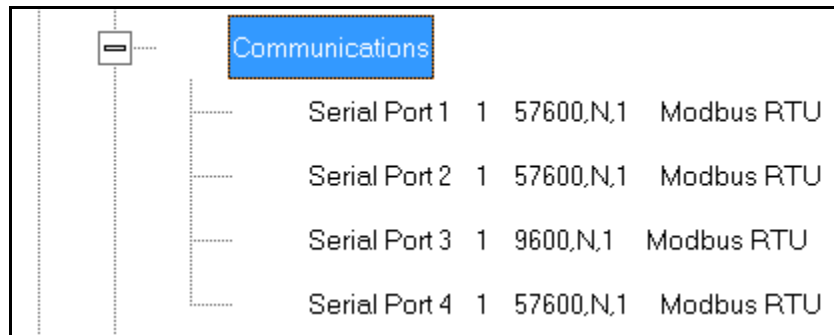 Communications
Serial Port 1 1 57600,N,1 Modbus RTU
Serial Port 2 1 57600,N,1 Modbus RTU
Serial Port 3 1 9600,N,1 Modbus RTU
Serial Port 4 1 57600,N,1 Modbus RTU